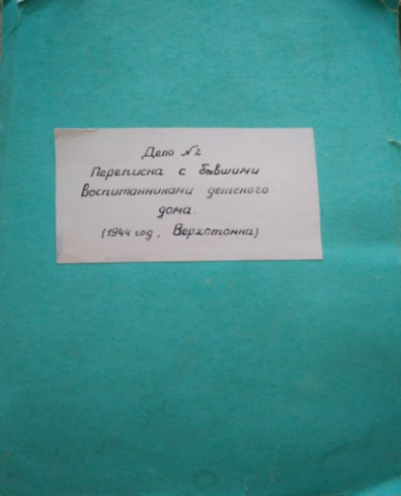 Дело №2
Переписка с бывшими
воспитанниками детского
дома.
(1944 год, Верхотомка)